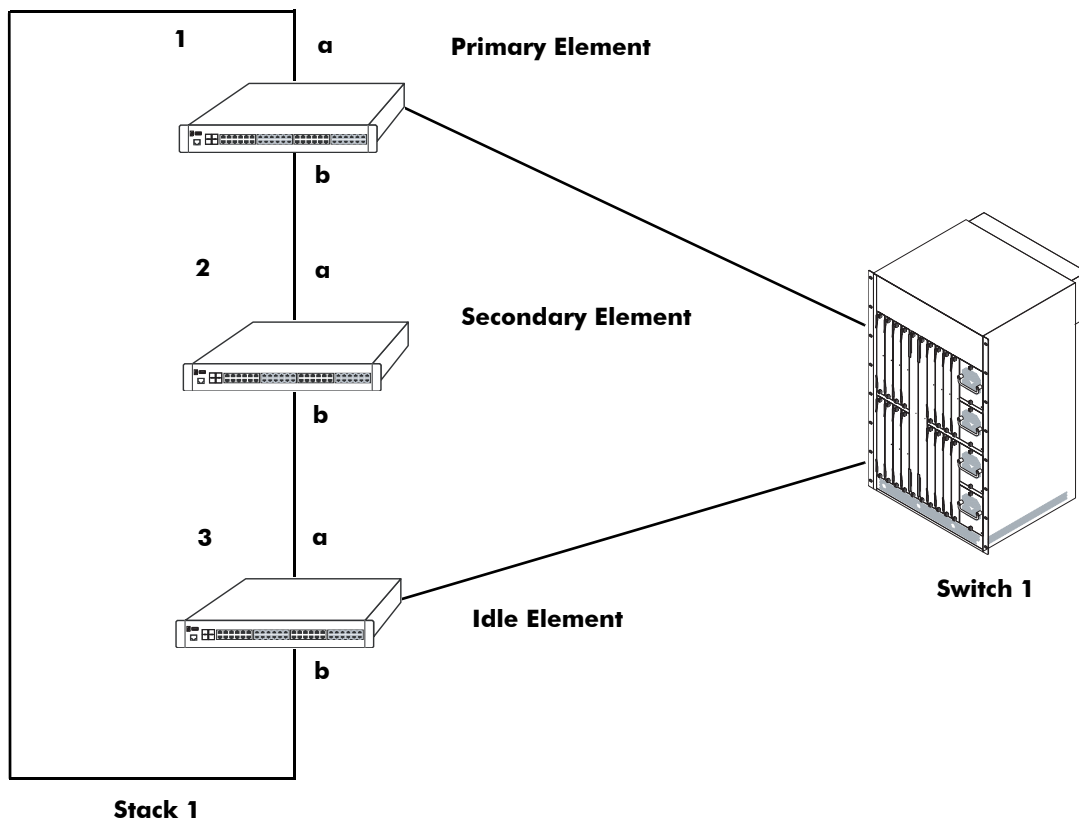 1
a
Primary Element
b
2
a
Secondary Element
b
3
a
Idle Element
b
Switch 1
Stack 1